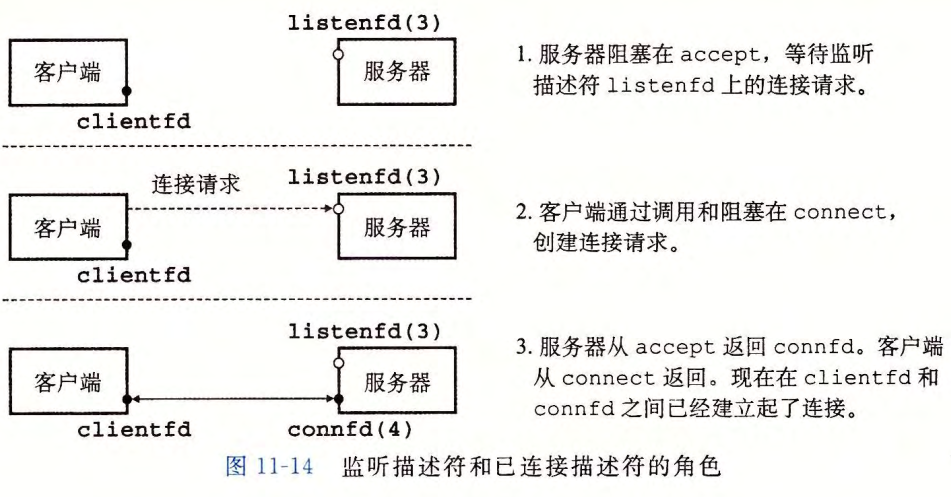 listenfd(3)
客户端
服务器
clientfd
1. 服务器阻塞在 accept，等待监听
描述符 listenfd 上的连接请求。
连接请求
listenfd(3)
客户端
服务器
clientfd
2. 客户端通过调用和阻塞在 connect，
创建连接请求。
listenfd(3)
客户端
服务器
clientfd
connfd(4)
3. 服务器从 accept 返回 connfd。客户端
从 connect 返回。现在在 clientfd 和
connfd 之间已经建立起了连接。
图 11-14 监听描述符和已连接描述符的角色